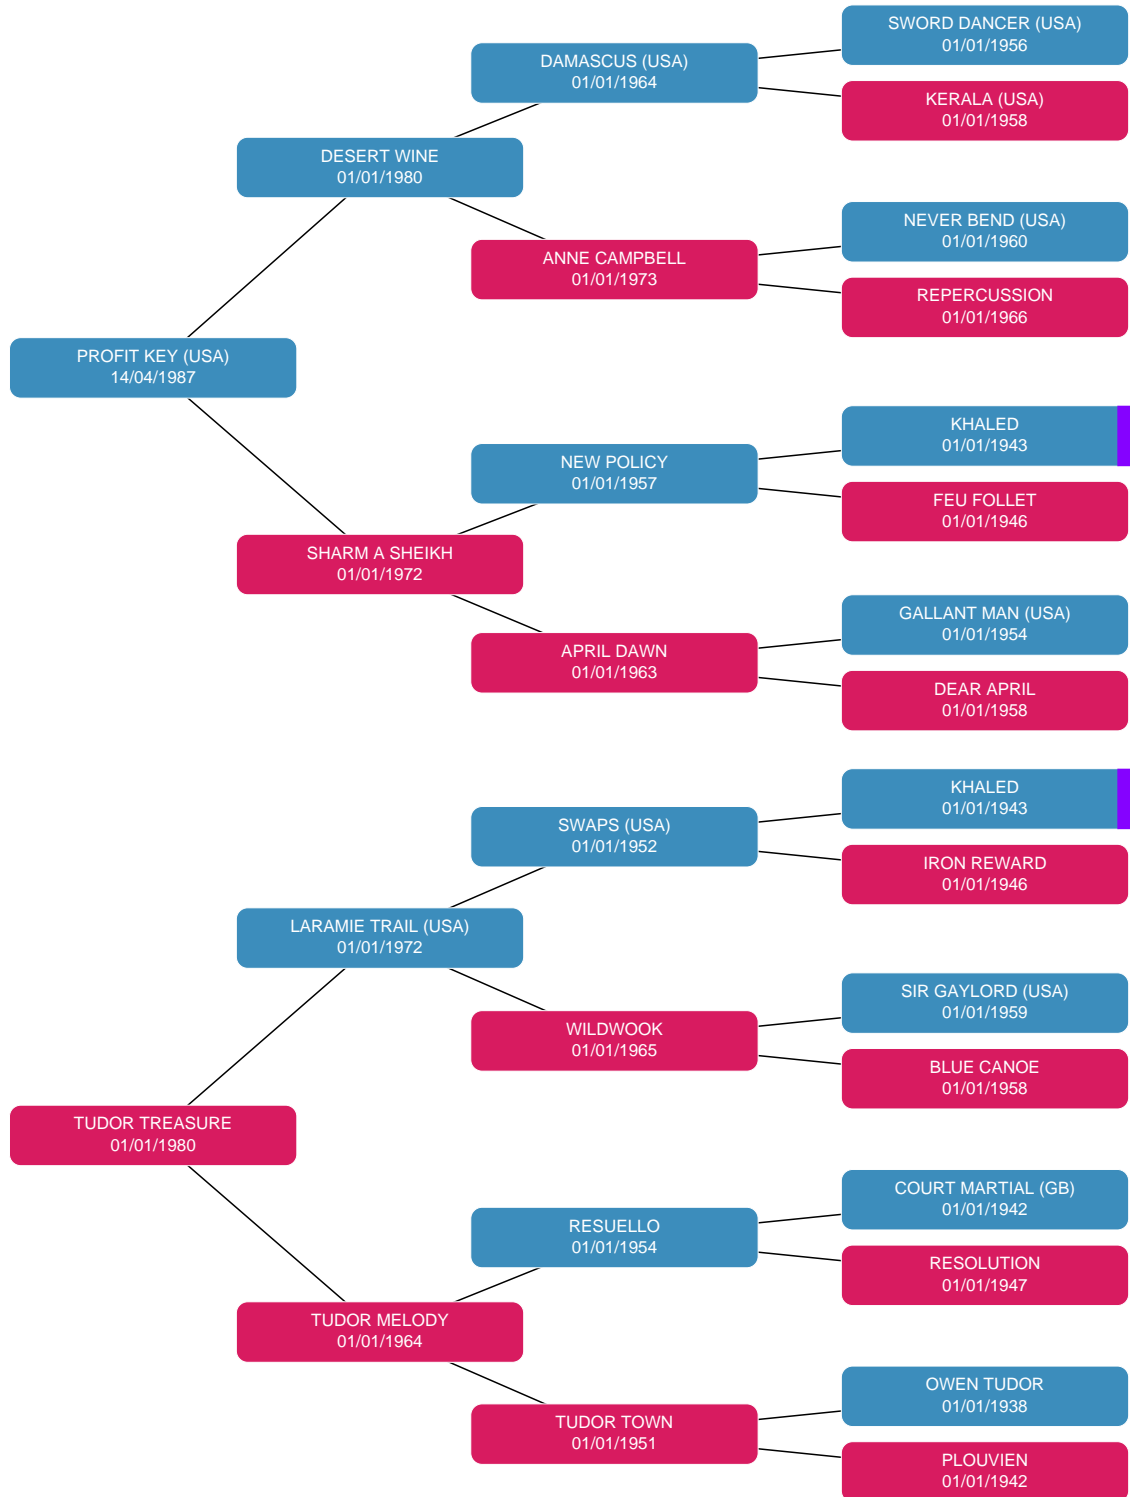 SWORD DANCER (USA)
01/01/1956
DAMASCUS (USA)
01/01/1964
KERALA (USA)
01/01/1958
DESERT WINE
01/01/1980
NEVER BEND (USA)
01/01/1960
ANNE CAMPBELL
01/01/1973
REPERCUSSION
01/01/1966
PROFIT KEY (USA)
14/04/1987
KHALED
01/01/1943
NEW POLICY
01/01/1957
FEU FOLLET
01/01/1946
SHARM A SHEIKH
01/01/1972
GALLANT MAN (USA)
01/01/1954
APRIL DAWN
01/01/1963
DEAR APRIL
01/01/1958
KHALED
01/01/1943
SWAPS (USA)
01/01/1952
IRON REWARD
01/01/1946
LARAMIE TRAIL (USA)
01/01/1972
SIR GAYLORD (USA)
01/01/1959
WILDWOOK
01/01/1965
BLUE CANOE
01/01/1958
TUDOR TREASURE
01/01/1980
COURT MARTIAL (GB)
01/01/1942
RESUELLO
01/01/1954
RESOLUTION
01/01/1947
TUDOR MELODY
01/01/1964
OWEN TUDOR
01/01/1938
TUDOR TOWN
01/01/1951
PLOUVIEN
01/01/1942